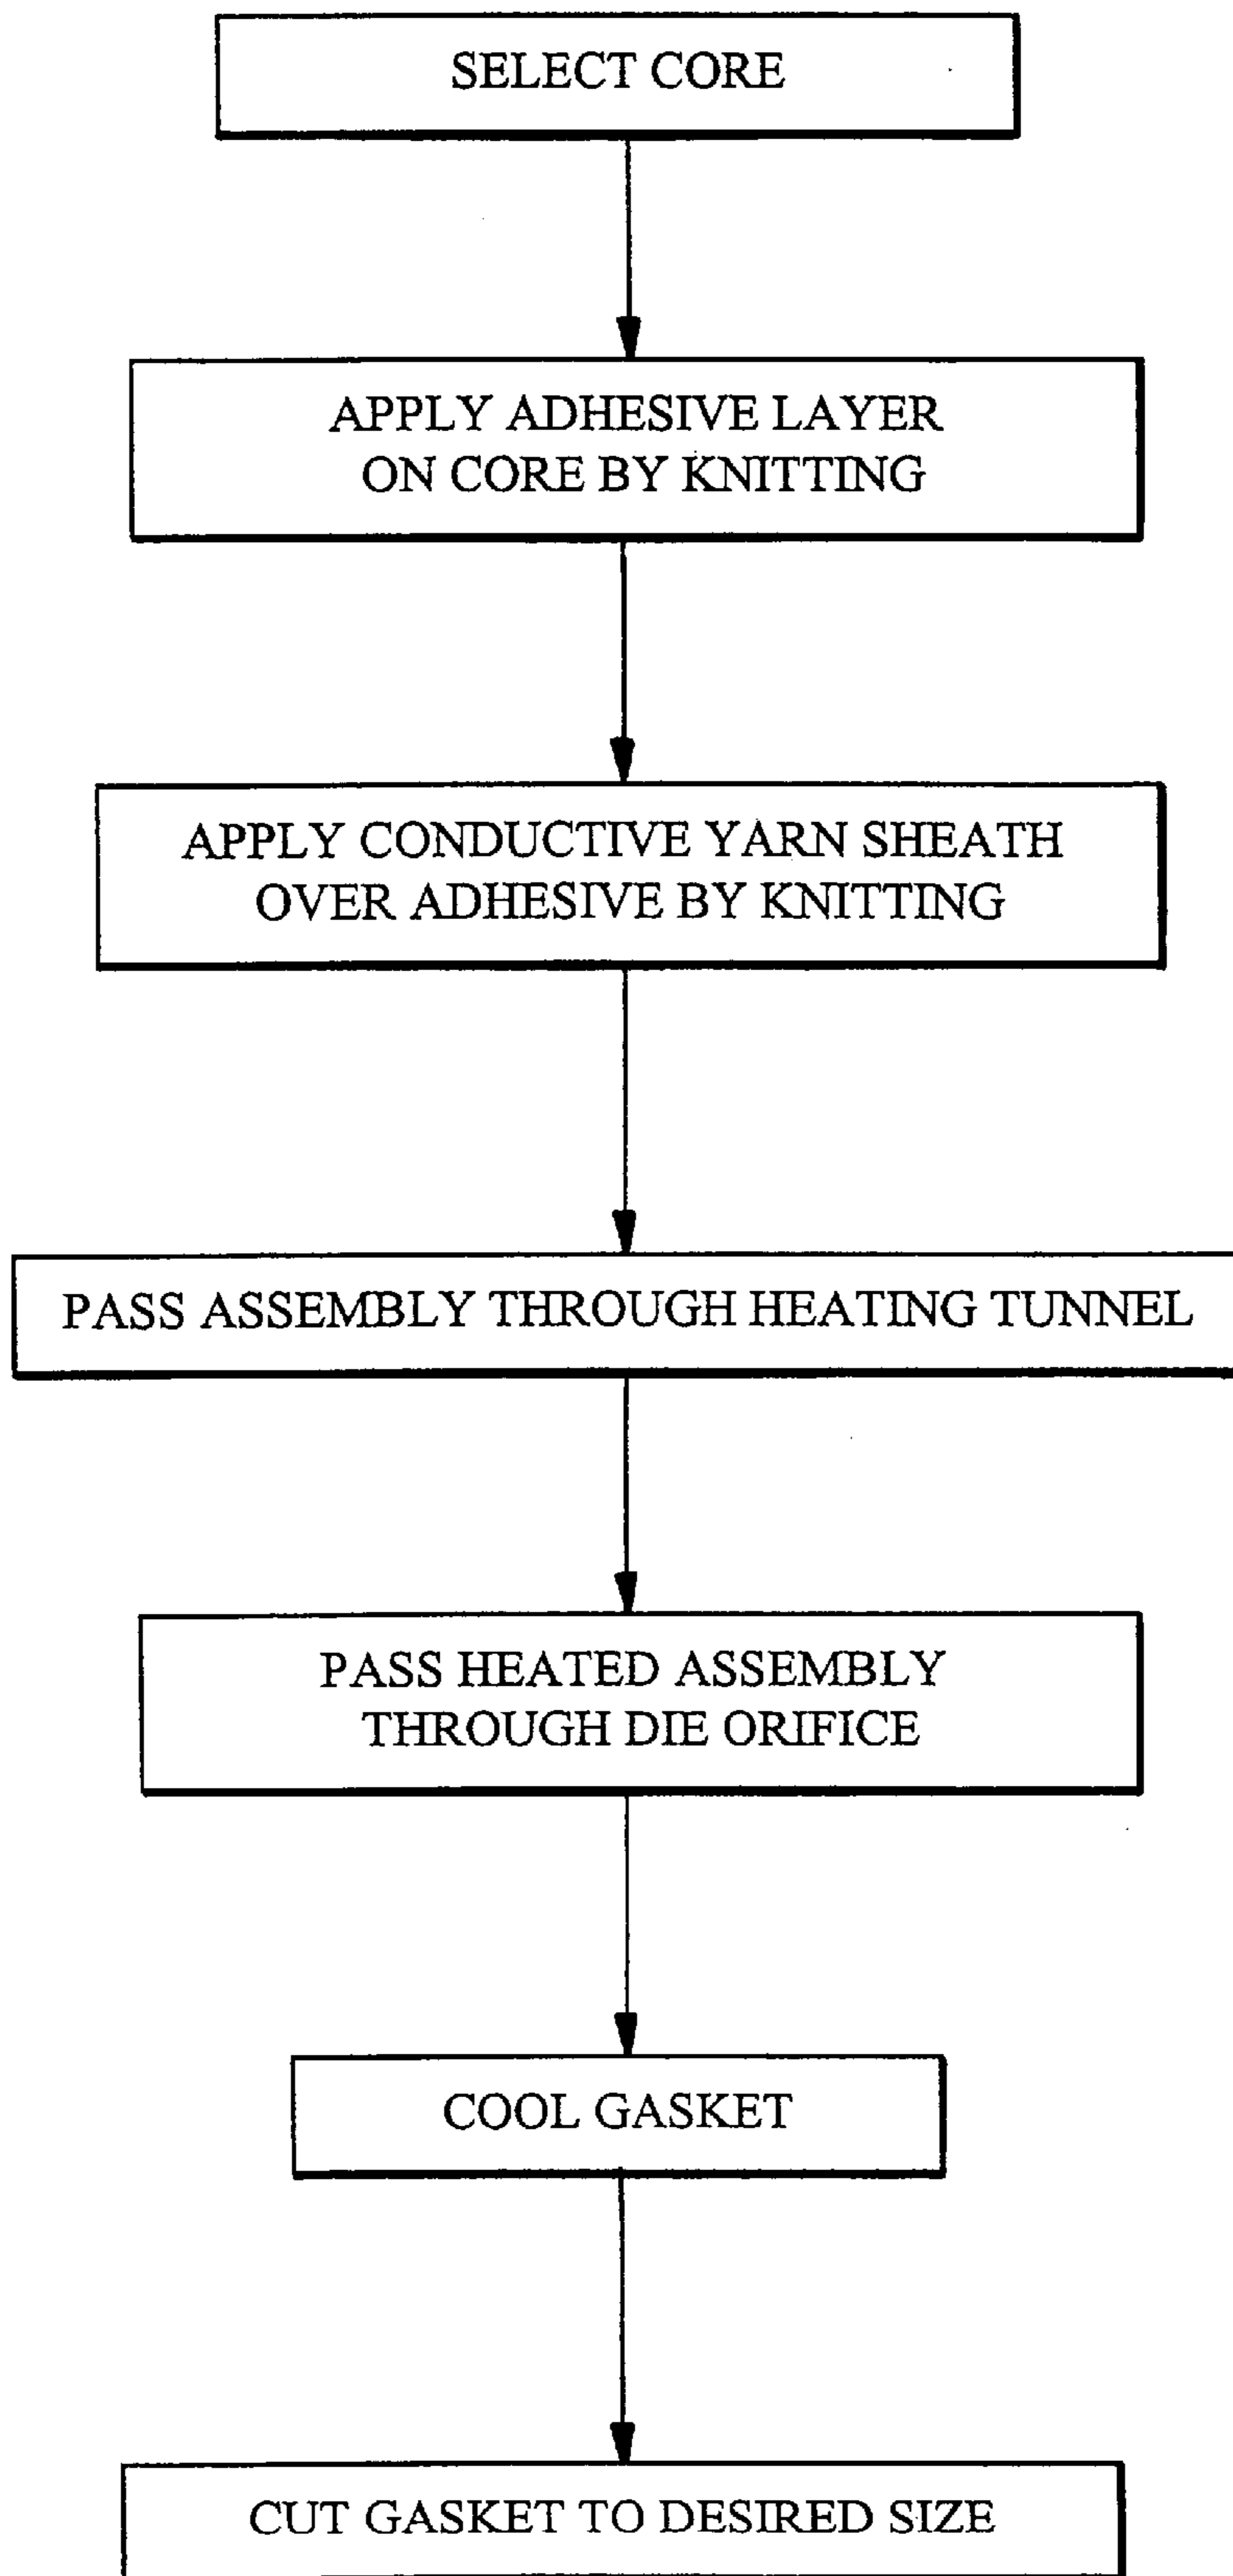 SELECT CORE
APPLY ADHESIVE LAYER
ON CORE BY KNITTING
APPLY CONDUCTIVE YARN SHEATH
OVER ADHESIVE BY KNITTING
PASS ASSEMBLY THROUGH HEATING TUNNEL
PASS HEATED ASSEMBLY
THROUGH DIE ORIFICE
COOL GASKET
CUT GASKET TO DESIRED SIZE